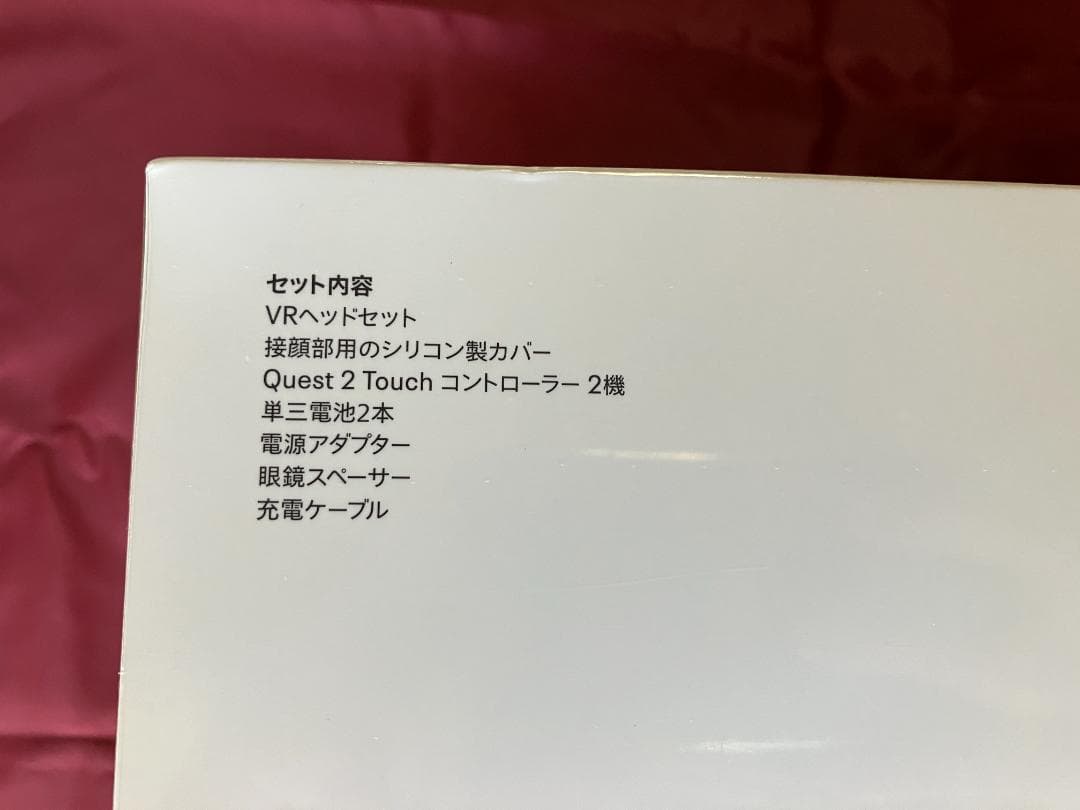 セット内容
VRヘッドセット
接顔部用のシリコン製カバー
Quest 2 Touch コントローラー 2機
単三電池2本
電源アダプター
眼鏡スペーサー
充電ケーブル